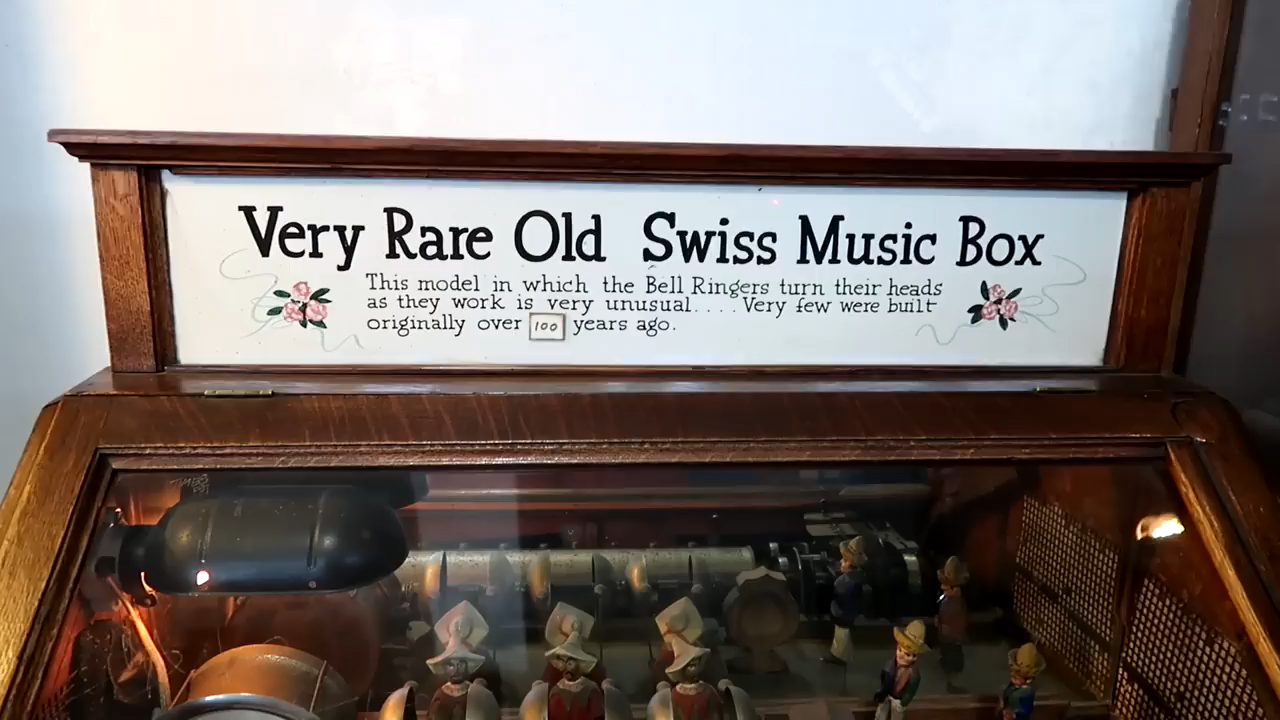 Very Rare Old Swiss Music Box
This model in which the Bell Ringers turn their heads
as they work is very unusual.... Very few were built
originally over 100 years ago.